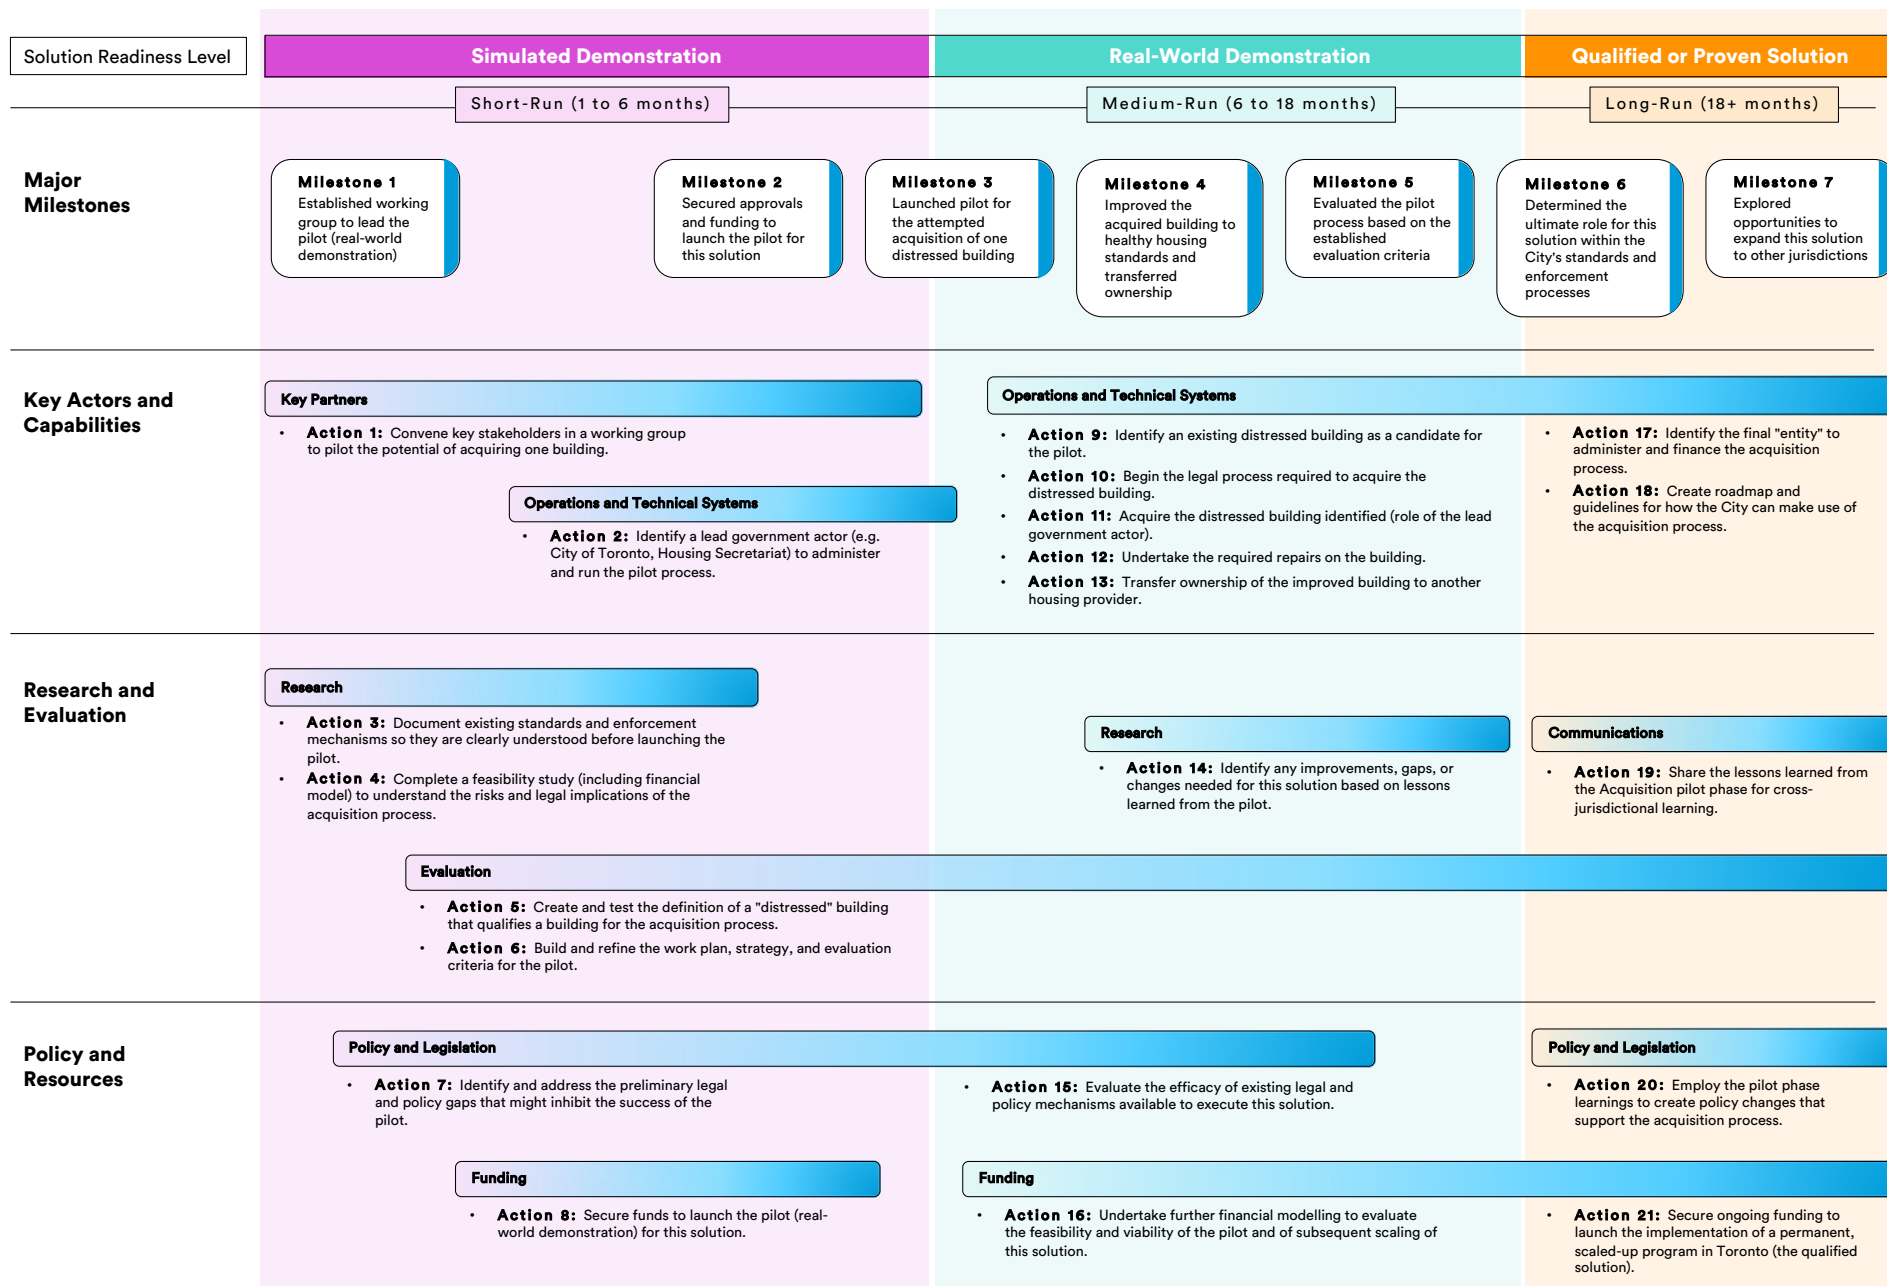 Solution Readiness Level
Simulated Demonstration
Real-World Demonstration
Qualified or Proven Solution
Short-Run (1 to 6 months)
Medium-Run (6 to 18 months)
Long-Run (18+ months)
Major
Milestones
Milestone 1
Established working
group to lead the
pilot (real-world
demonstration)
Milestone 2
Secured approvals
and funding to
launch the pilot for
this solution
Milestone 3
Launched pilot for
the attempted
acquisition of one
distressed building
Milestone 4
Improved the
acquired building to
healthy housing
standards and
transferred
ownership
Milestone 5
Evaluated the pilot
process based on the
established
evaluation criteria
Milestone 6
Determined the
ultimate role for this
solution within the
City's standards and
enforcement
processes
Milestone 7
Explored
opportunities to
expand this solution
to other jurisdictions
Key Actors and
Capabilities
Key Partners
• Action 1: Convene key stakeholders in a working group
to pilot the potential of acquiring one building.
Operations and Technical Systems
• Action 2: Identify a lead government actor (e.g.
City of Toronto, Housing Secretariat) to administer
and run the pilot process.
Operations and Technical Systems
• Action 9: Identify an existing distressed building as a candidate for
the pilot.
• Action 10: Begin the legal process required to acquire the
distressed building.
• Action 11: Acquire the distressed building identified (role of the lead
government actor).
• Action 12: Undertake the required repairs on the building.
• Action 13: Transfer ownership of the improved building to another
housing provider.
• Action 17: Identify the final "entity" to
administer and finance the acquisition
process.
• Action 18: Create roadmap and
guidelines for how the City can make use of
the acquisition process.
Research and
Evaluation
Research
• Action 3: Document existing standards and enforcement
mechanisms so they are clearly understood before launching the
pilot.
• Action 4: Complete a feasibility study (including financial
model) to understand the risks and legal implications of the
acquisition process.
Research
• Action 14: Identify any improvements, gaps, or
changes needed for this solution based on lessons
learned from the pilot.
Communications
• Action 19: Share the lessons learned from
the Acquisition pilot phase for cross-
jurisdictional learning.
Evaluation
• Action 5: Create and test the definition of a "distressed" building
that qualifies a building for the acquisition process.
• Action 6: Build and refine the work plan, strategy, and evaluation
criteria for the pilot.
Policy and
Resources
Policy and Legislation
• Action 7: Identify and address the preliminary legal
and policy gaps that might inhibit the success of the
pilot.
• Action 15: Evaluate the efficacy of existing legal and
policy mechanisms available to execute this solution.
Policy and Legislation
• Action 20: Employ the pilot phase
learnings to create policy changes that
support the acquisition process.
Funding
• Action 8: Secure funds to launch the pilot (real-
world demonstration) for this solution.
Funding
• Action 16: Undertake further financial modelling to evaluate
the feasibility and viability of the pilot and of subsequent scaling of
this solution.
• Action 21: Secure ongoing funding to
launch the implementation of a permanent,
scaled-up program in Toronto (the qualified
solution).